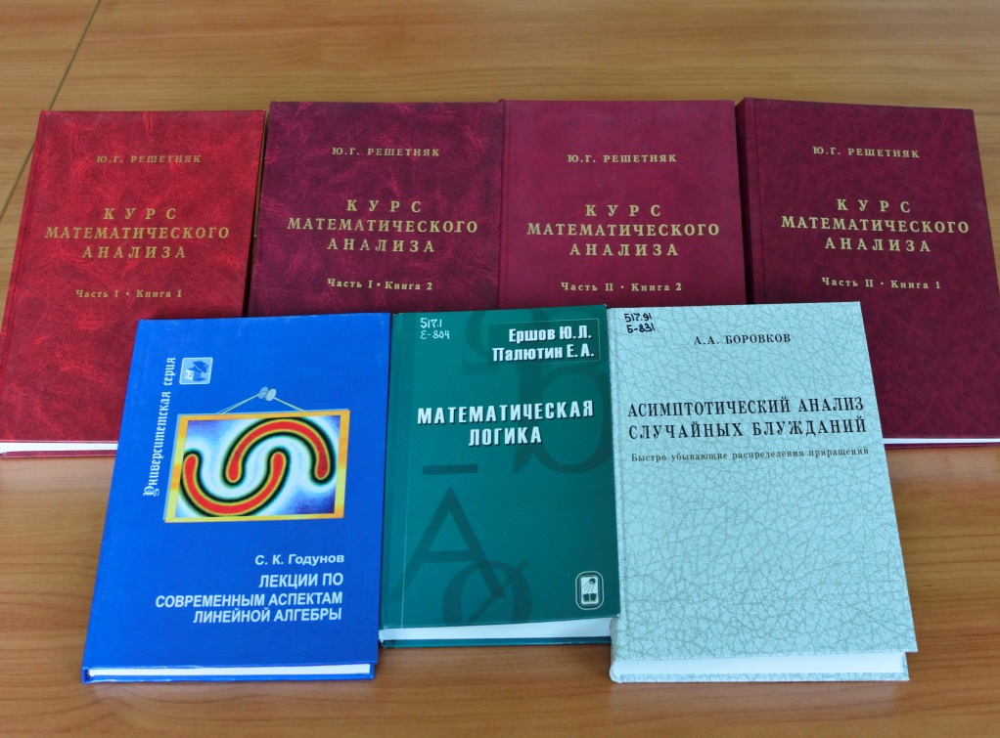 Ю.Г. РЕШЕТНЯК
КУРС
МАТЕМАТИЧЕСКОГО
АНАЛИЗА
Часть I • Книга 1
Ю.Г. РЕШЕТНЯК
КУРС
МАТЕМАТИЧЕСКОГО
АНАЛИЗА
Часть I • Книга 2
Ю.Г. РЕШЕТНЯК
КУРС
МАТЕМАТИЧЕСКОГО
АНАЛИЗА
Часть II • Книга 2
Ю.Г. РЕШЕТНЯК
КУРС
МАТЕМАТИЧЕСКОГО
АНАЛИЗА
Часть II • Книга 1
Университетская серия
С. К. Годунов
ЛЕКЦИИ ПО
СОВРЕМЕННЫМ АСПЕКТАМ
ЛИНЕЙНОЙ АЛГЕБРЫ
517.1
Е-804
Ершов Ю.Л.
Палютин Е.А.
МАТЕМАТИЧЕСКАЯ
ЛОГИКА
517.91
Б-831
А.А. БОРОВКОВ
АСИМПТОТИЧЕСКИЙ АНАЛИЗ
СЛУЧАЙНЫХ БЛУЖДАНИЙ
Быстро убывающие распределения приращений